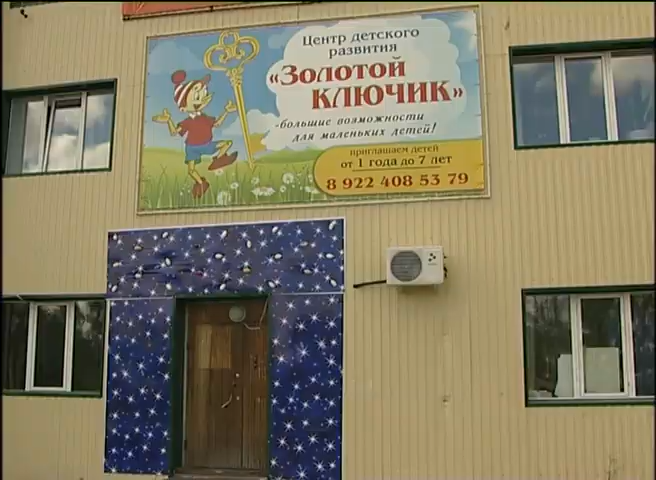 Центр детского
развития
«Золотой
ключик»
-большие возможности
для маленьких детей!
приглашаем детей
от 1 года до 7 лет
8 922 408 53 79